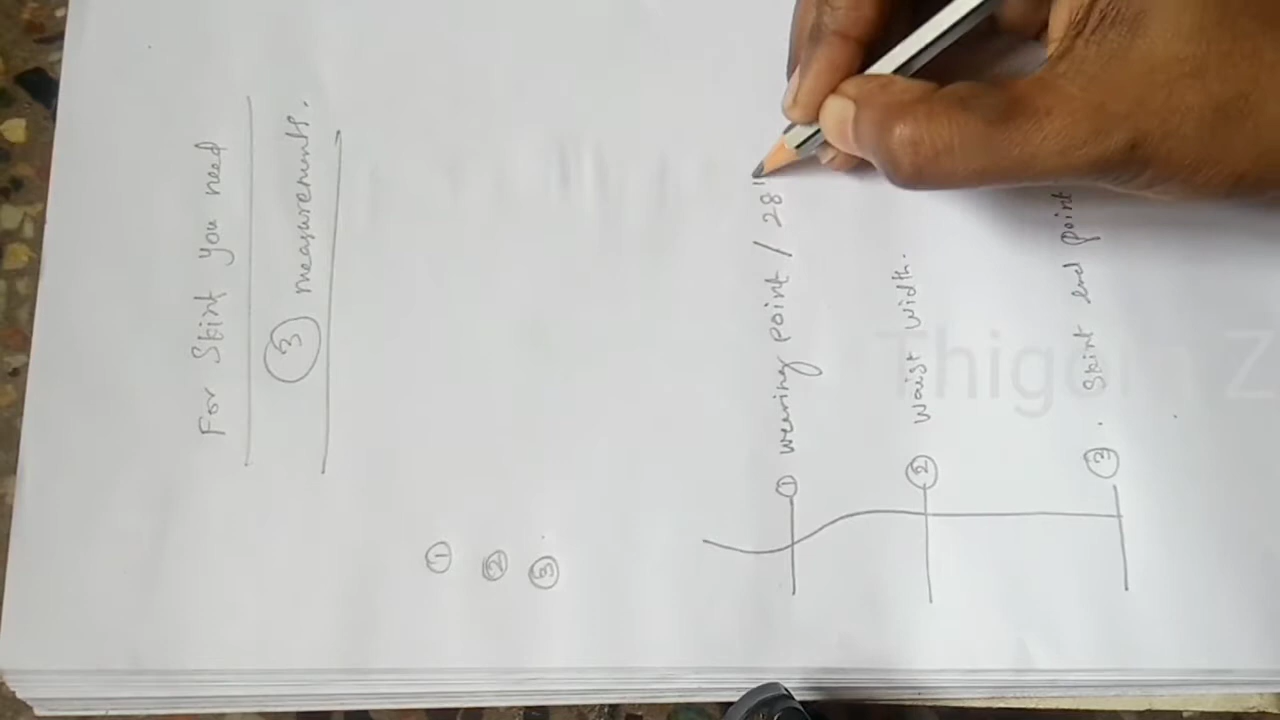 For Skirt you need
③ measurements.
①
②
③
① wearing point / 28"
② Waist width.
③. Skirt end point